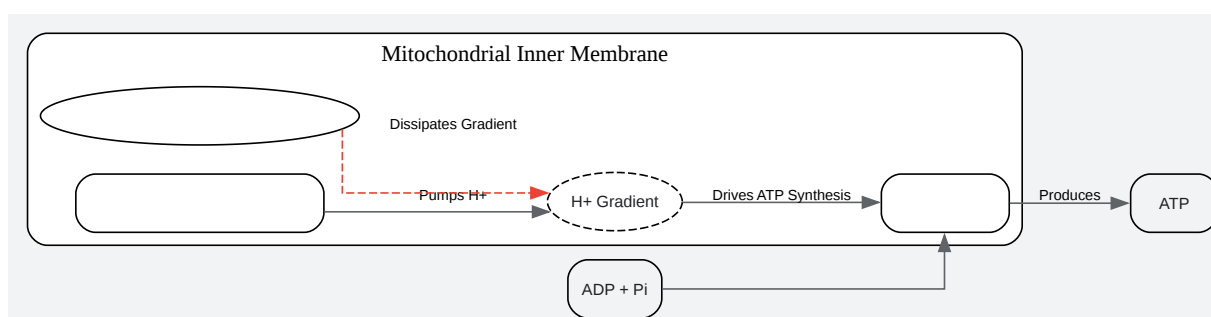 Mitochondrial Inner Membrane
Dissipates Gradient
Pumps H+
H+ Gradient
Drives ATP Synthesis
Produces
ATP
ADP + Pi